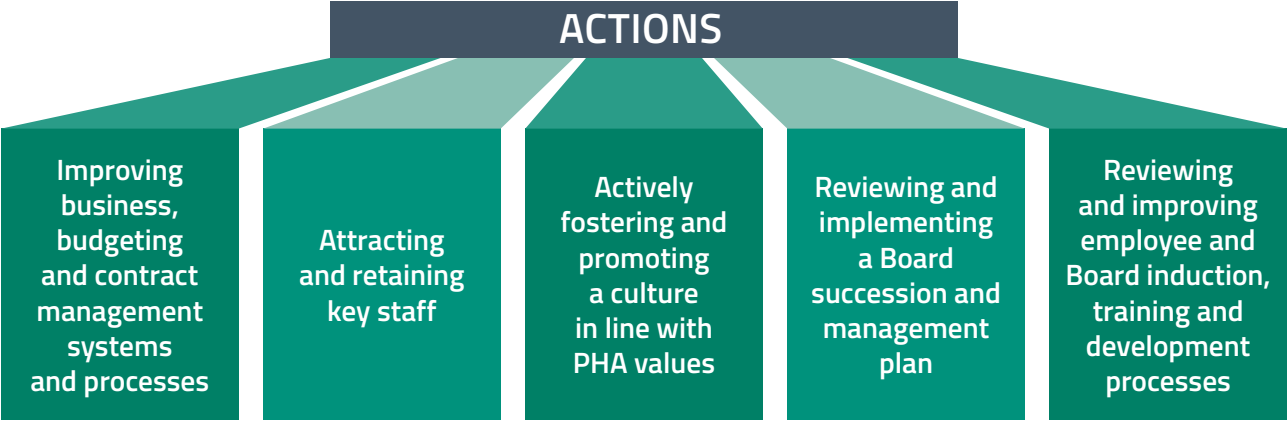 ACTIONS
Improving
business,
budgeting
and contract
management
systems
and processes
Attracting
and retaining
key staff
Actively
fostering and
promoting
a culture
in line with
PHA values
Reviewing and
implementing
a Board
succession and
management
plan
Reviewing
and improving
employee and
Board induction,
training and
development
processes